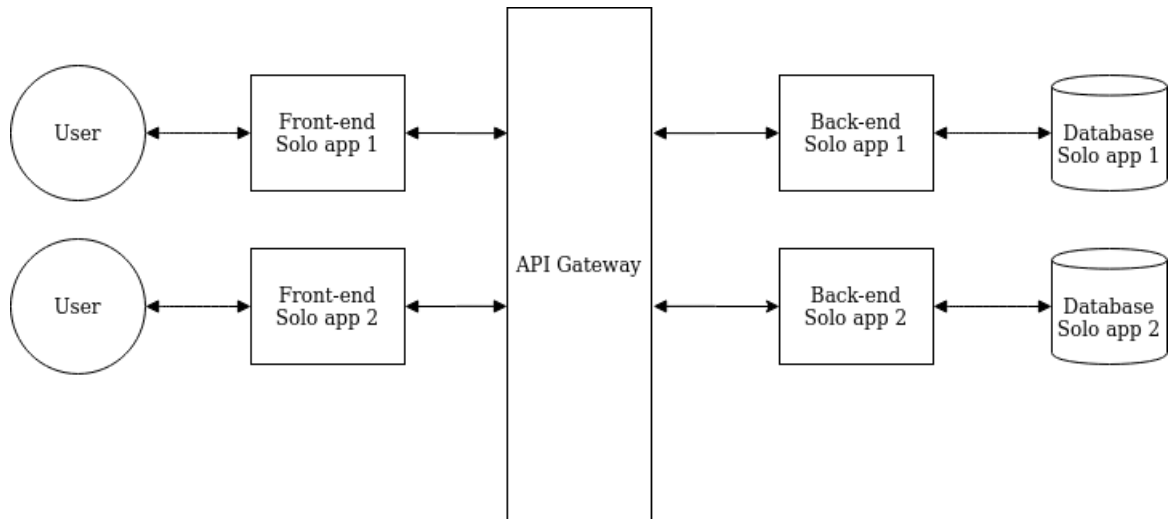 User
Front-end
Solo app 1
Back-end
Solo app 1
Database
Solo app 1
API Gateway
User
Front-end
Solo app 2
Back-end
Solo app 2
Database
Solo app 2